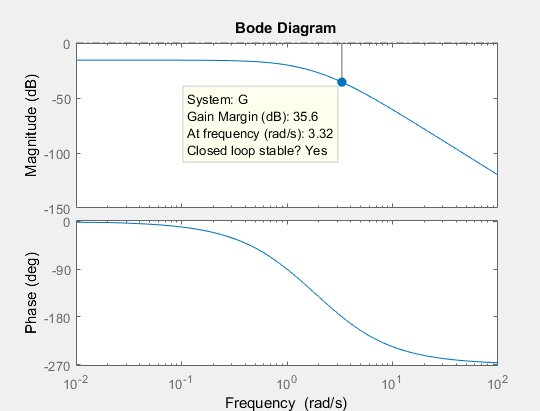 Bode Diagram
Magnitude (dB)
0
-50
-100
-150
System: G
Gain Margin (dB): 35.6
At frequency (rad/s): 3.32
Closed loop stable? Yes
Phase (deg)
0
-90
-180
-270
10^-2 10^-1 10^0 10^1 10^2
Frequency (rad/s)